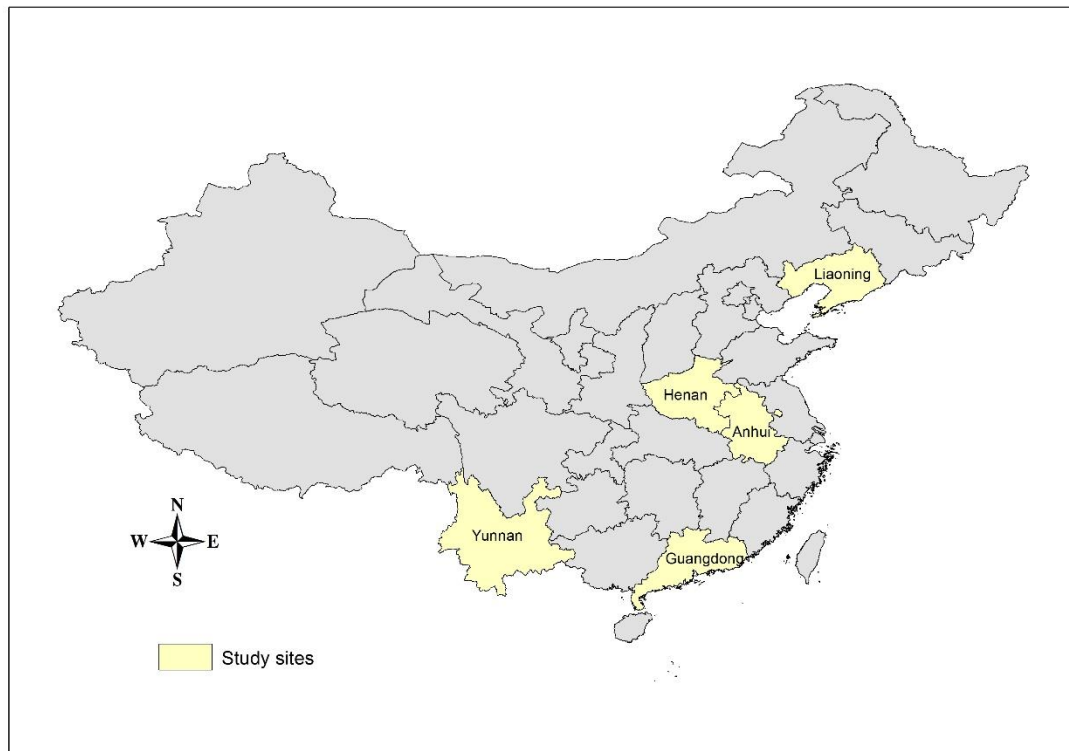 Liaoning
Henan
Anhui
Yunnan
Guangdong
N
W E
S
Study sites